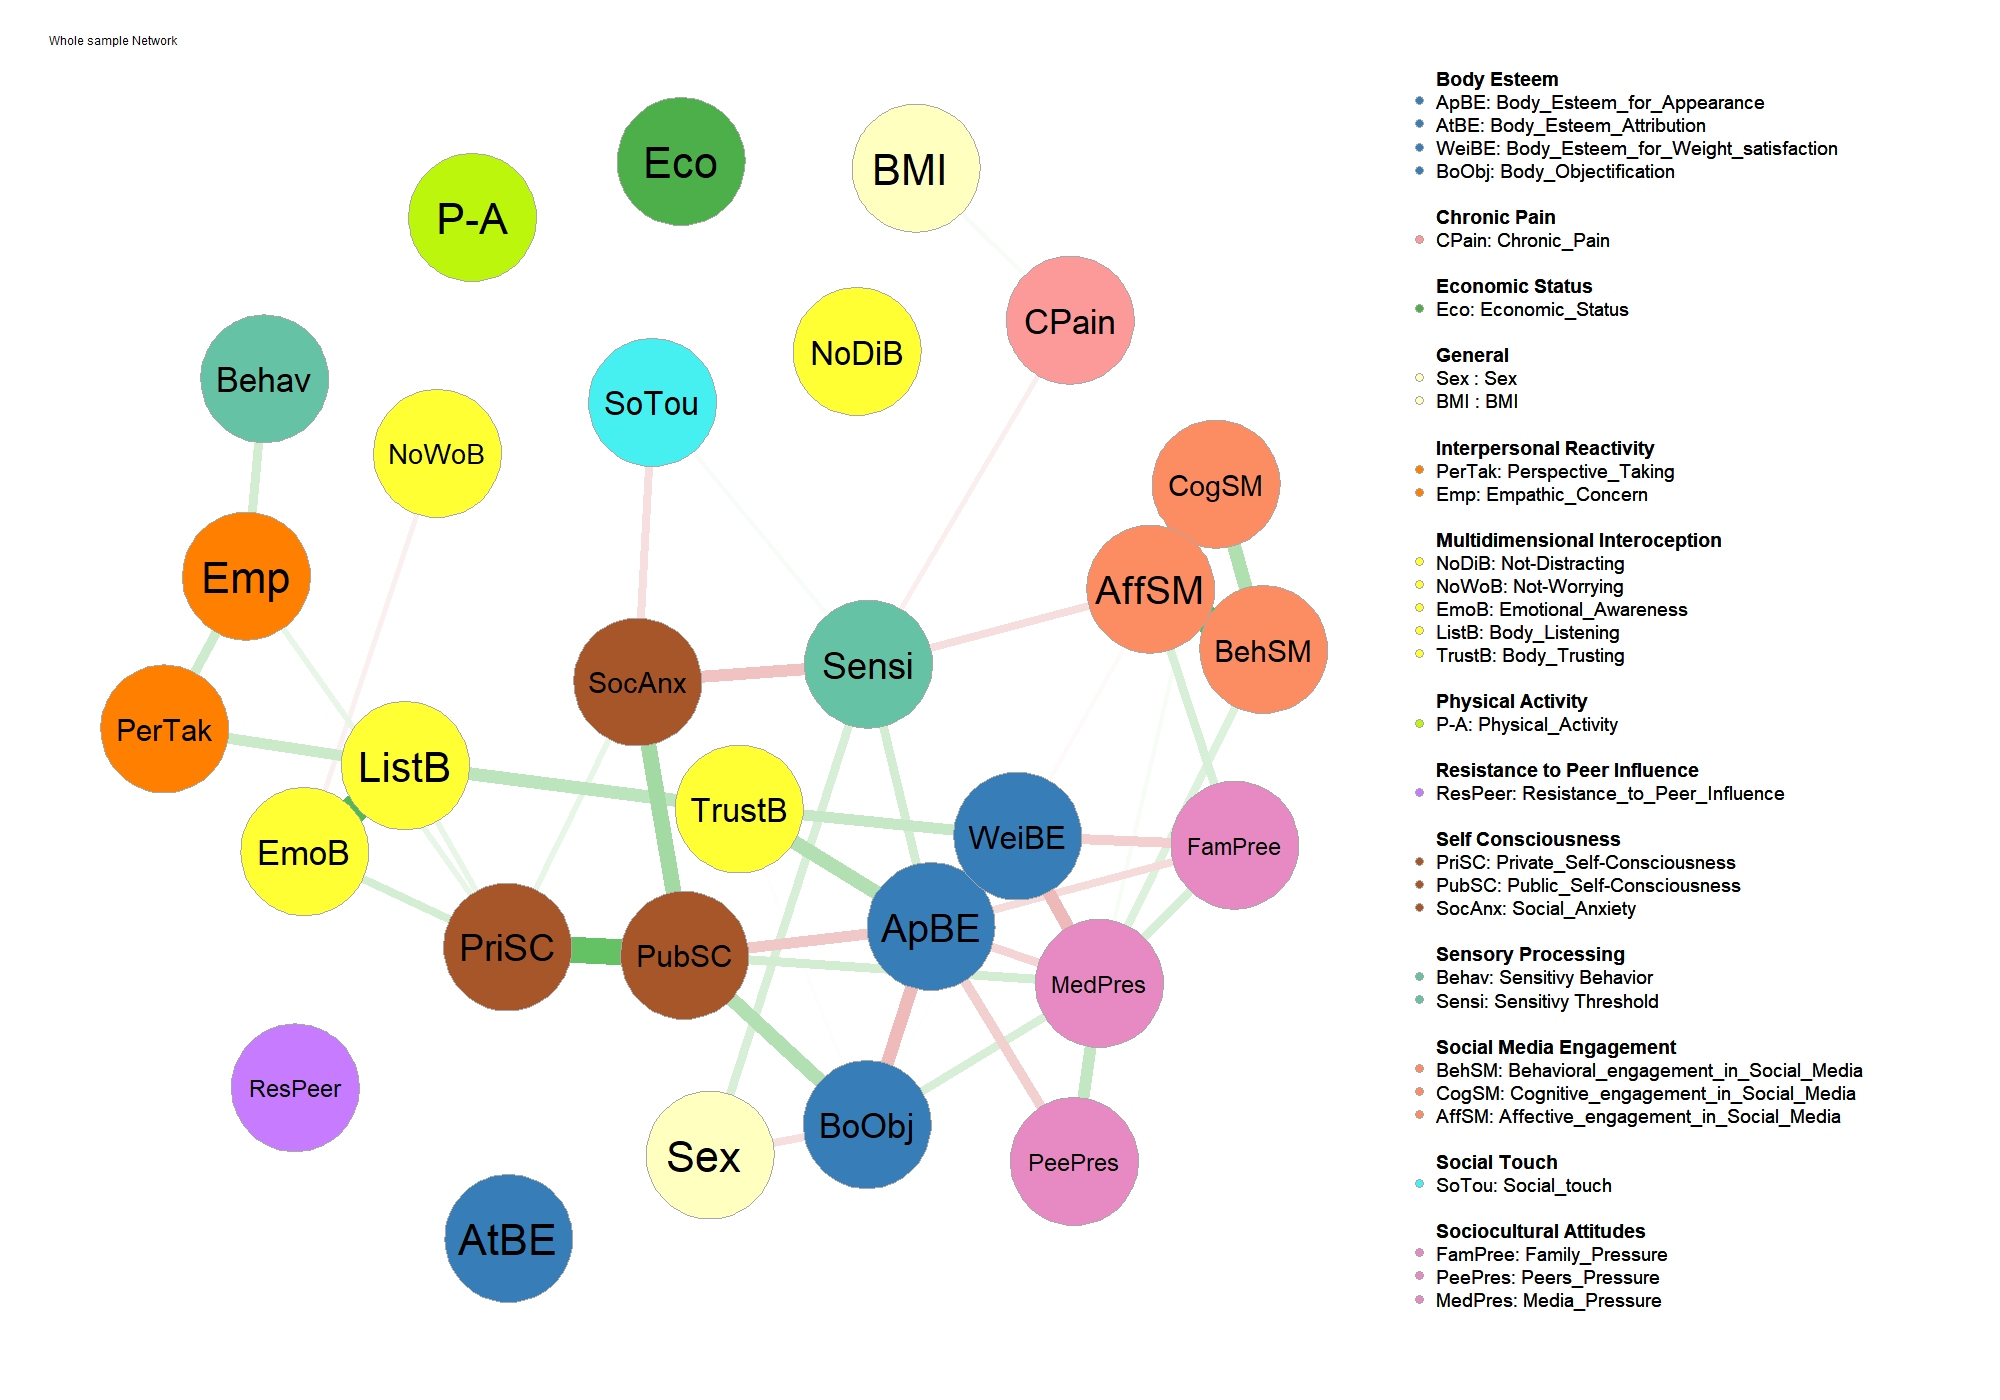 Whole sample Network
Eco
BMI
P-A
CPain
NoDiB
Behav
SoTou
NoWoB
CogSM
Emp
AffSM
BehSM
Sensi
SocAnx
PerTak
ListB
TrustB
WeiBE
FamPree
EmoB
ApBE
PriSC
PubSC
MedPres
ResPeer
BoObj
Sex
PeePres
AtBE
Body Esteem
ApBE: Body_Esteem_for_Appearance
AtBE: Body_Esteem_Attribution
WeiBE: Body_Esteem_for_Weight_satisfaction
BoObj: Body_Objectification
Chronic Pain
CPain: Chronic_Pain
Economic Status
Eco: Economic_Status
General
Sex : Sex
BMI : BMI
Interpersonal Reactivity
PerTak: Perspective_Taking
Emp: Empathic_Concern
Multidimensional Interoception
NoDiB: Not-Distracting
NoWoB: Not-Worrying
EmoB: Emotional_Awareness
ListB: Body_Listening
TrustB: Body_Trusting
Physical Activity
P-A: Physical_Activity
Resistance to Peer Influence
ResPeer: Resistance_to_Peer_Influence
Self Consciousness
PriSC: Private_Self-Consciousness
PubSC: Public_Self-Consciousness
SocAnx: Social_Anxiety
Sensory Processing
Behav: Sensitivy Behavior
Sensi: Sensitivy Threshold
Social Media Engagement
BehSM: Behavioral_engagement_in_Social_Media
CogSM: Cognitive_engagement_in_Social_Media
AffSM: Affective_engagement_in_Social_Media
Social Touch
SoTou: Social_touch
Sociocultural Attitudes
FamPree: Family_Pressure
PeePres: Peers_Pressure
MedPres: Media_Pressure